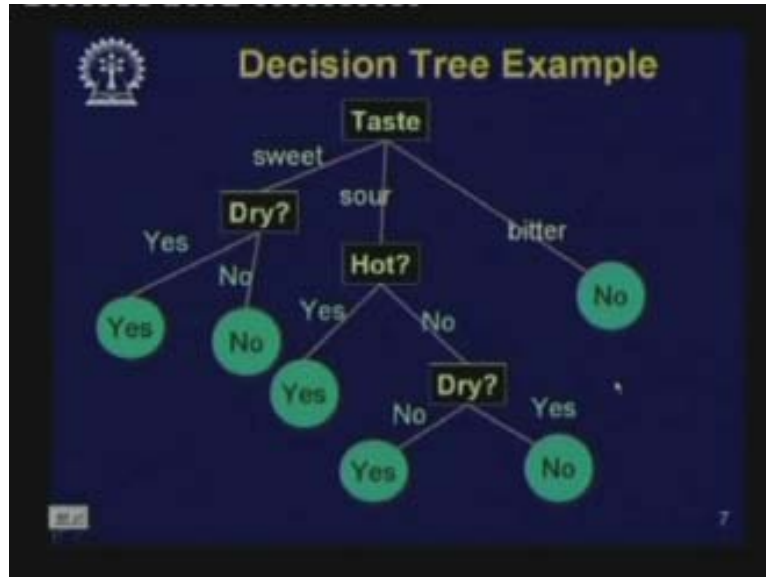 Decision Tree Example
Taste
sweet
sour
bitter
Dry?
Hot?
Yes
No
Yes
No
No
Yes
No
Yes
Dry?
No
Yes
Yes
No
7